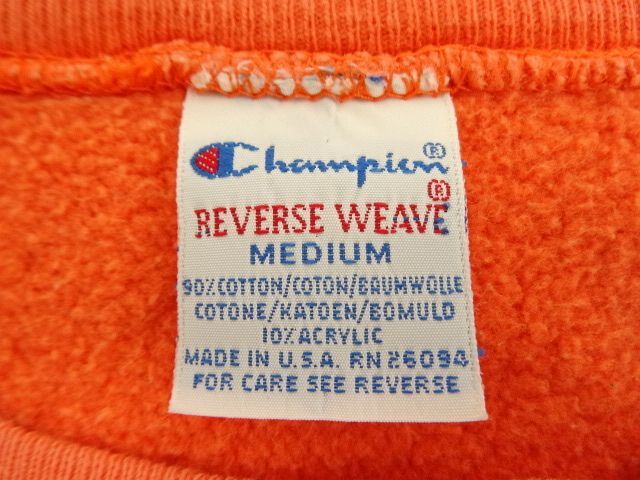 Champion®
REVERSE WEAVE®
MEDIUM
90% COTTON/COTON/BAUMWOLLE
COTONE/KATOEN/BOMULD
10% ACRYLIC
MADE IN U.S.A. RN 26094
FOR CARE SEE REVERSE